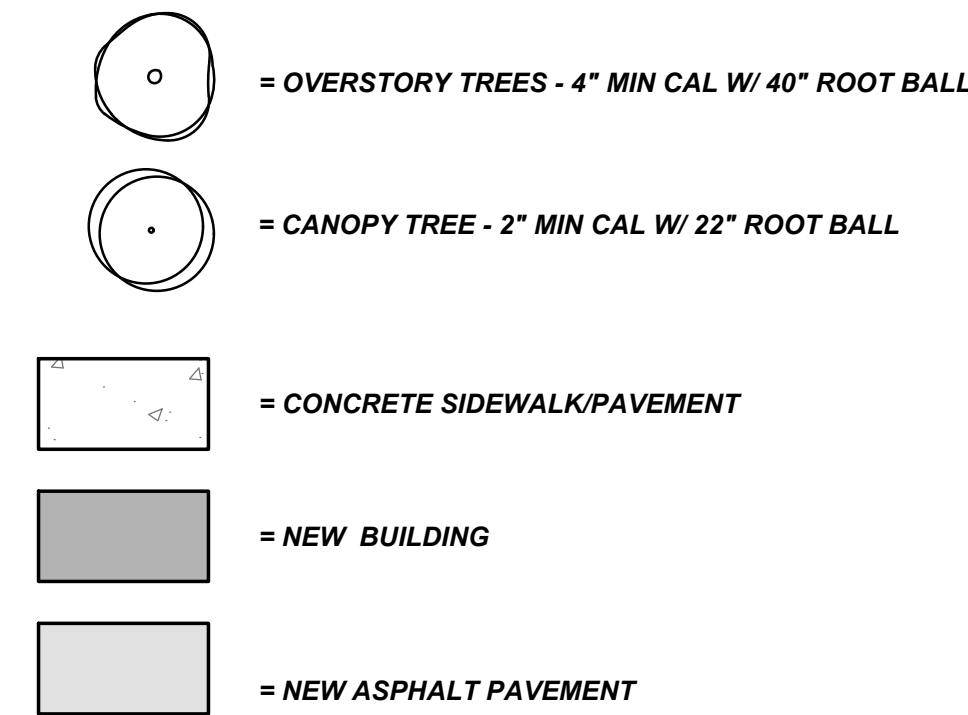 = OVERSTORY TREES - 4" MIN CAL W/ 40" ROOT BALL
= CANOPY TREE - 2" MIN CAL W/ 22" ROOT BALL
= CONCRETE SIDEWALK/PAVEMENT
= NEW BUILDING
= NEW ASPHALT PAVEMENT